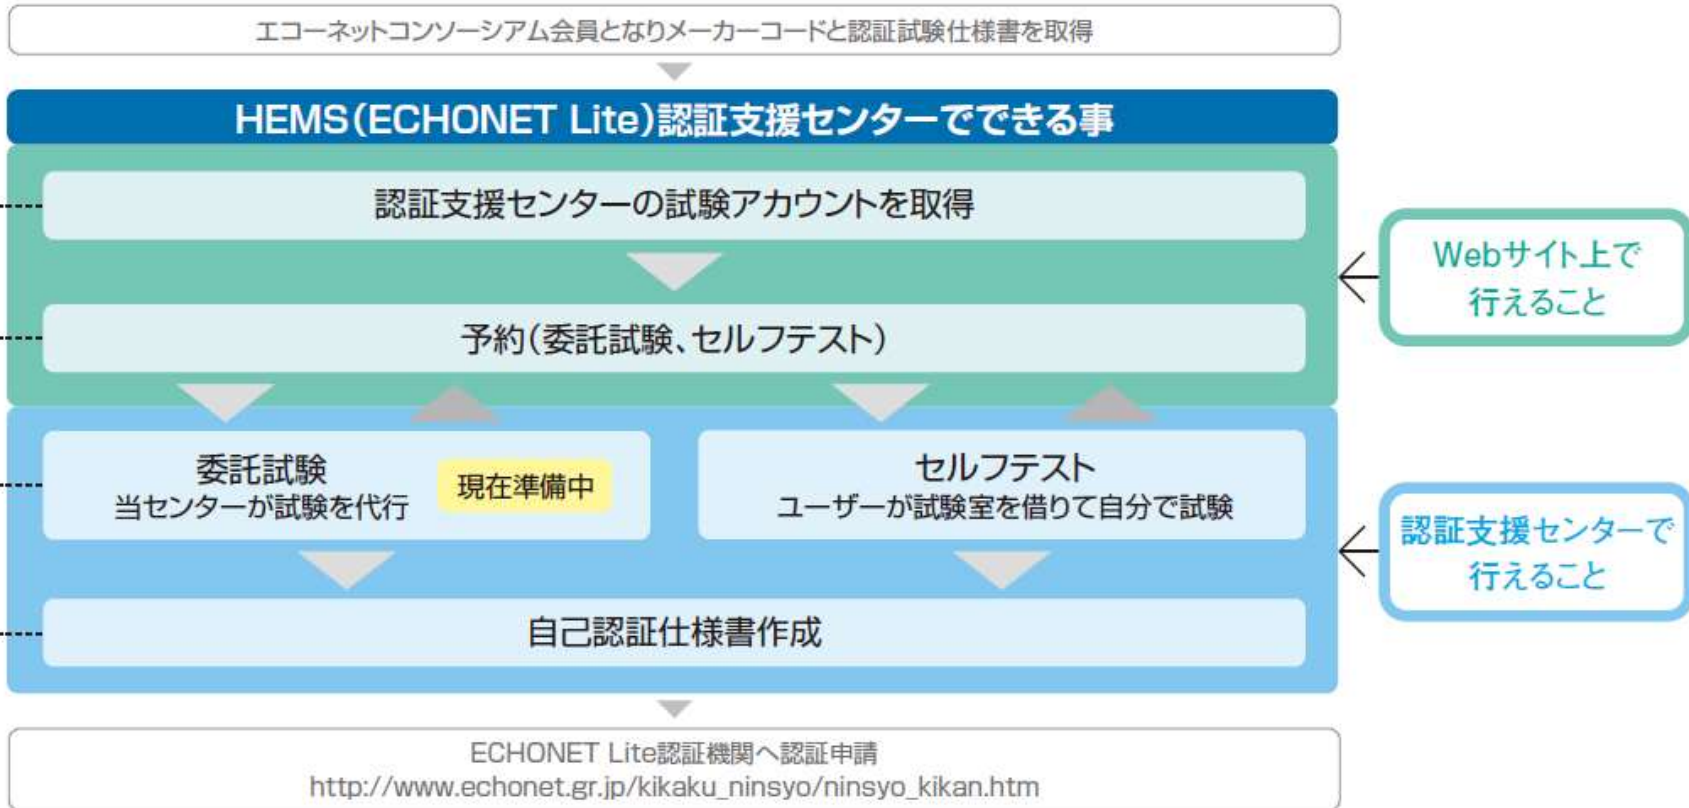 エコーネットコンソーシアム会員となりメーカーコードと認証試験仕様書を取得
HEMS(ECHONET Lite)認証支援センターでできる事
認証支援センターの試験アカウントを取得
Webサイト上で
行えること
予約(委託試験、セルフテスト)
委託試験
当センターが試験を代行
現在準備中
セルフテスト
ユーザーが試験室を借りて自分で試験
認証支援センターで
行えること
自己認証仕様書作成
ECHONET Lite認証機関へ認証申請
http://www.echonet.gr.jp/kikaku_ninsyo/ninsyo_kikan.htm